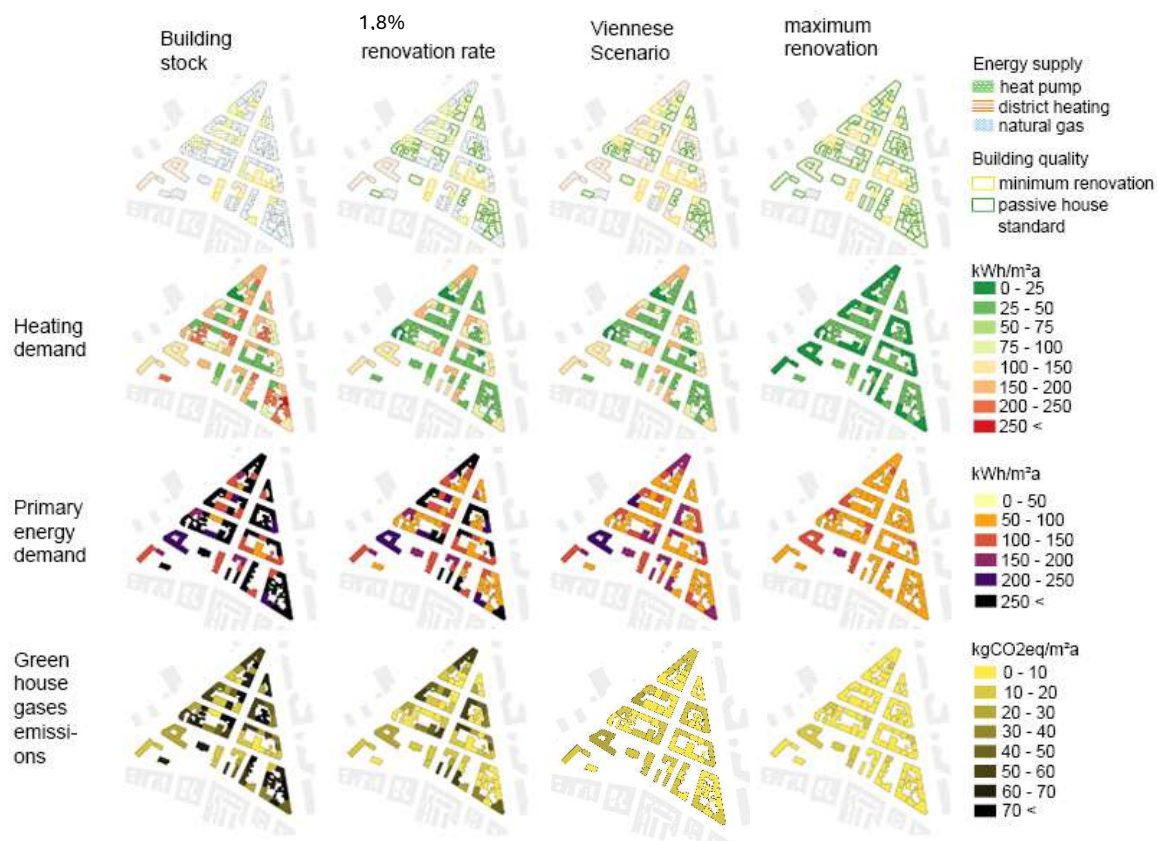 Building
stock
1,8%
renovation rate
Viennese
Scenario
maximum
renovation
Energy supply
heat pump
district heating
natural gas
Building quality
minimum renovation
passive house
standard
Heating
demand
kWh/m²a
0 - 25
25 - 50
50 - 75
75 - 100
100 - 150
150 - 200
200 - 250
250 <
Primary
energy
demand
kWh/m²a
0 - 50
50 - 100
100 - 150
150 - 200
200 - 250
250 <
Green
house
gases
emissi-
ons
kgCO2eq/m²a
0 - 10
10 - 20
20 - 30
30 - 40
40 - 50
50 - 60
60 - 70
70 <